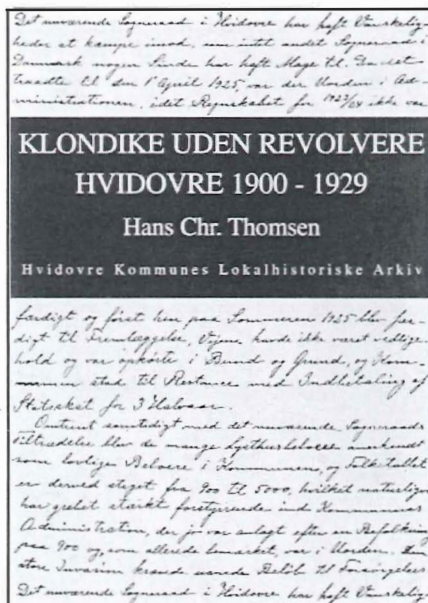 Det nuværende Sogneraad i Hvidovre har haft Vanskelig-
heder at kæmpe imod, som intet andet Sogneraad i
Danmark nogen Sinde har haft Mage til. Da det
traadte til den 1' April 1925, var der Uorden i Ad-
ministrationen, idet Regnskabet for 1923/24 ikke var
KLONDIKE UDEN REVOLVERE
HVIDOVRE 1900 - 1929
Hans Chr. Thomsen
Hvidovre Kommunes Lokalhistoriske Arkiv
færdigt og først hen paa Sommeren 1925 blev fær-
digt til Fremlæggelse, Vejene havde ikke været vedlige-
hold og var opkørte i Bund og Grund, og Kom-
munen stod til Restance med Indbetaling af
Statsskat for 3 Halvaar.
Omtrent samtidigt med det nuværende Sogneraads
Tiltrædelse blev de mange Lysthusbeboere anerkendt
som lovlige Beboere i Kommunen, og Folketallet
er derved steget fra 900 til 5000, hvilket naturligvis
har grebet stærkt forstyrrende ind Kommunens
Administration, der jo var anlagt efter en Befolkning
paa 900 og, som allerede bemærket, var i Uorden. Den
store Invasion krævede Beløb til Forsørgelser
Det nuværende Sogneraad i Hvidovre har haft Vanskelig-